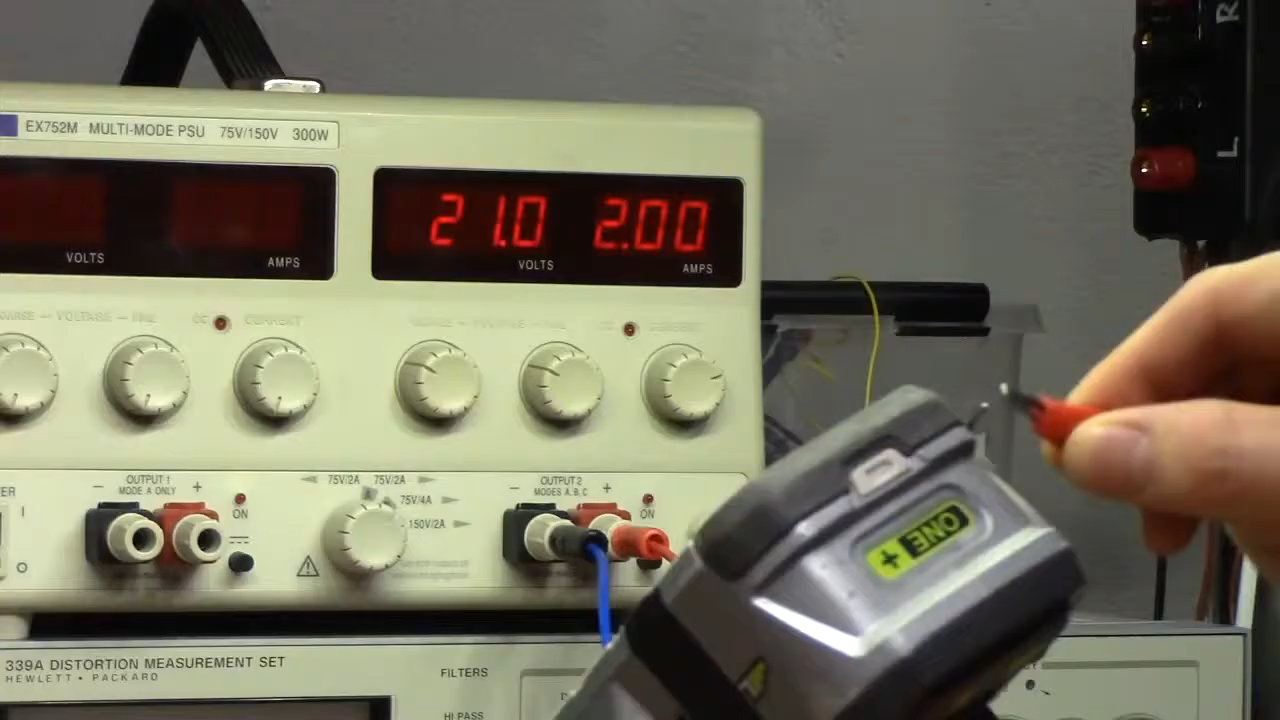 EX752M MULTI-MODE PSU 75V/150V 300W
21.0 2.00
VOLTS AMPS VOLTS AMPS
VOLTAGE CURRENT
OUTPUT 1
MODE A ONLY
- +
ON
75V/2A 75V/2A
75V/4A
150V/2A
OUTPUT 2
MODES A, B, C
- +
ON
I
O
ONE +
R
L
339A DISTORTION MEASUREMENT SET
HEWLETT • PACKARD
FILTERS
HI PASS